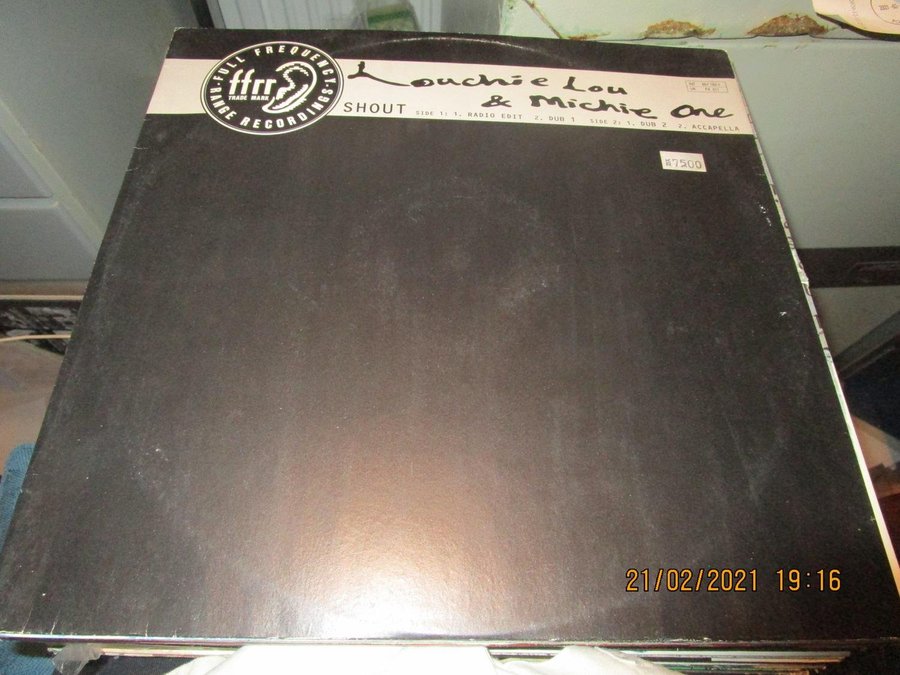 FULL FREQUENCY
RANGE RECORDINGS
ffrr
TRADE MARK
Louchie Lou
& Michie One
SHOUT SIDE 1: 1. RADIO EDIT 2. DUB 1 SIDE 2: 1. DUB 2 2. ACCAPELLA
7500
21/02/2021 19:16